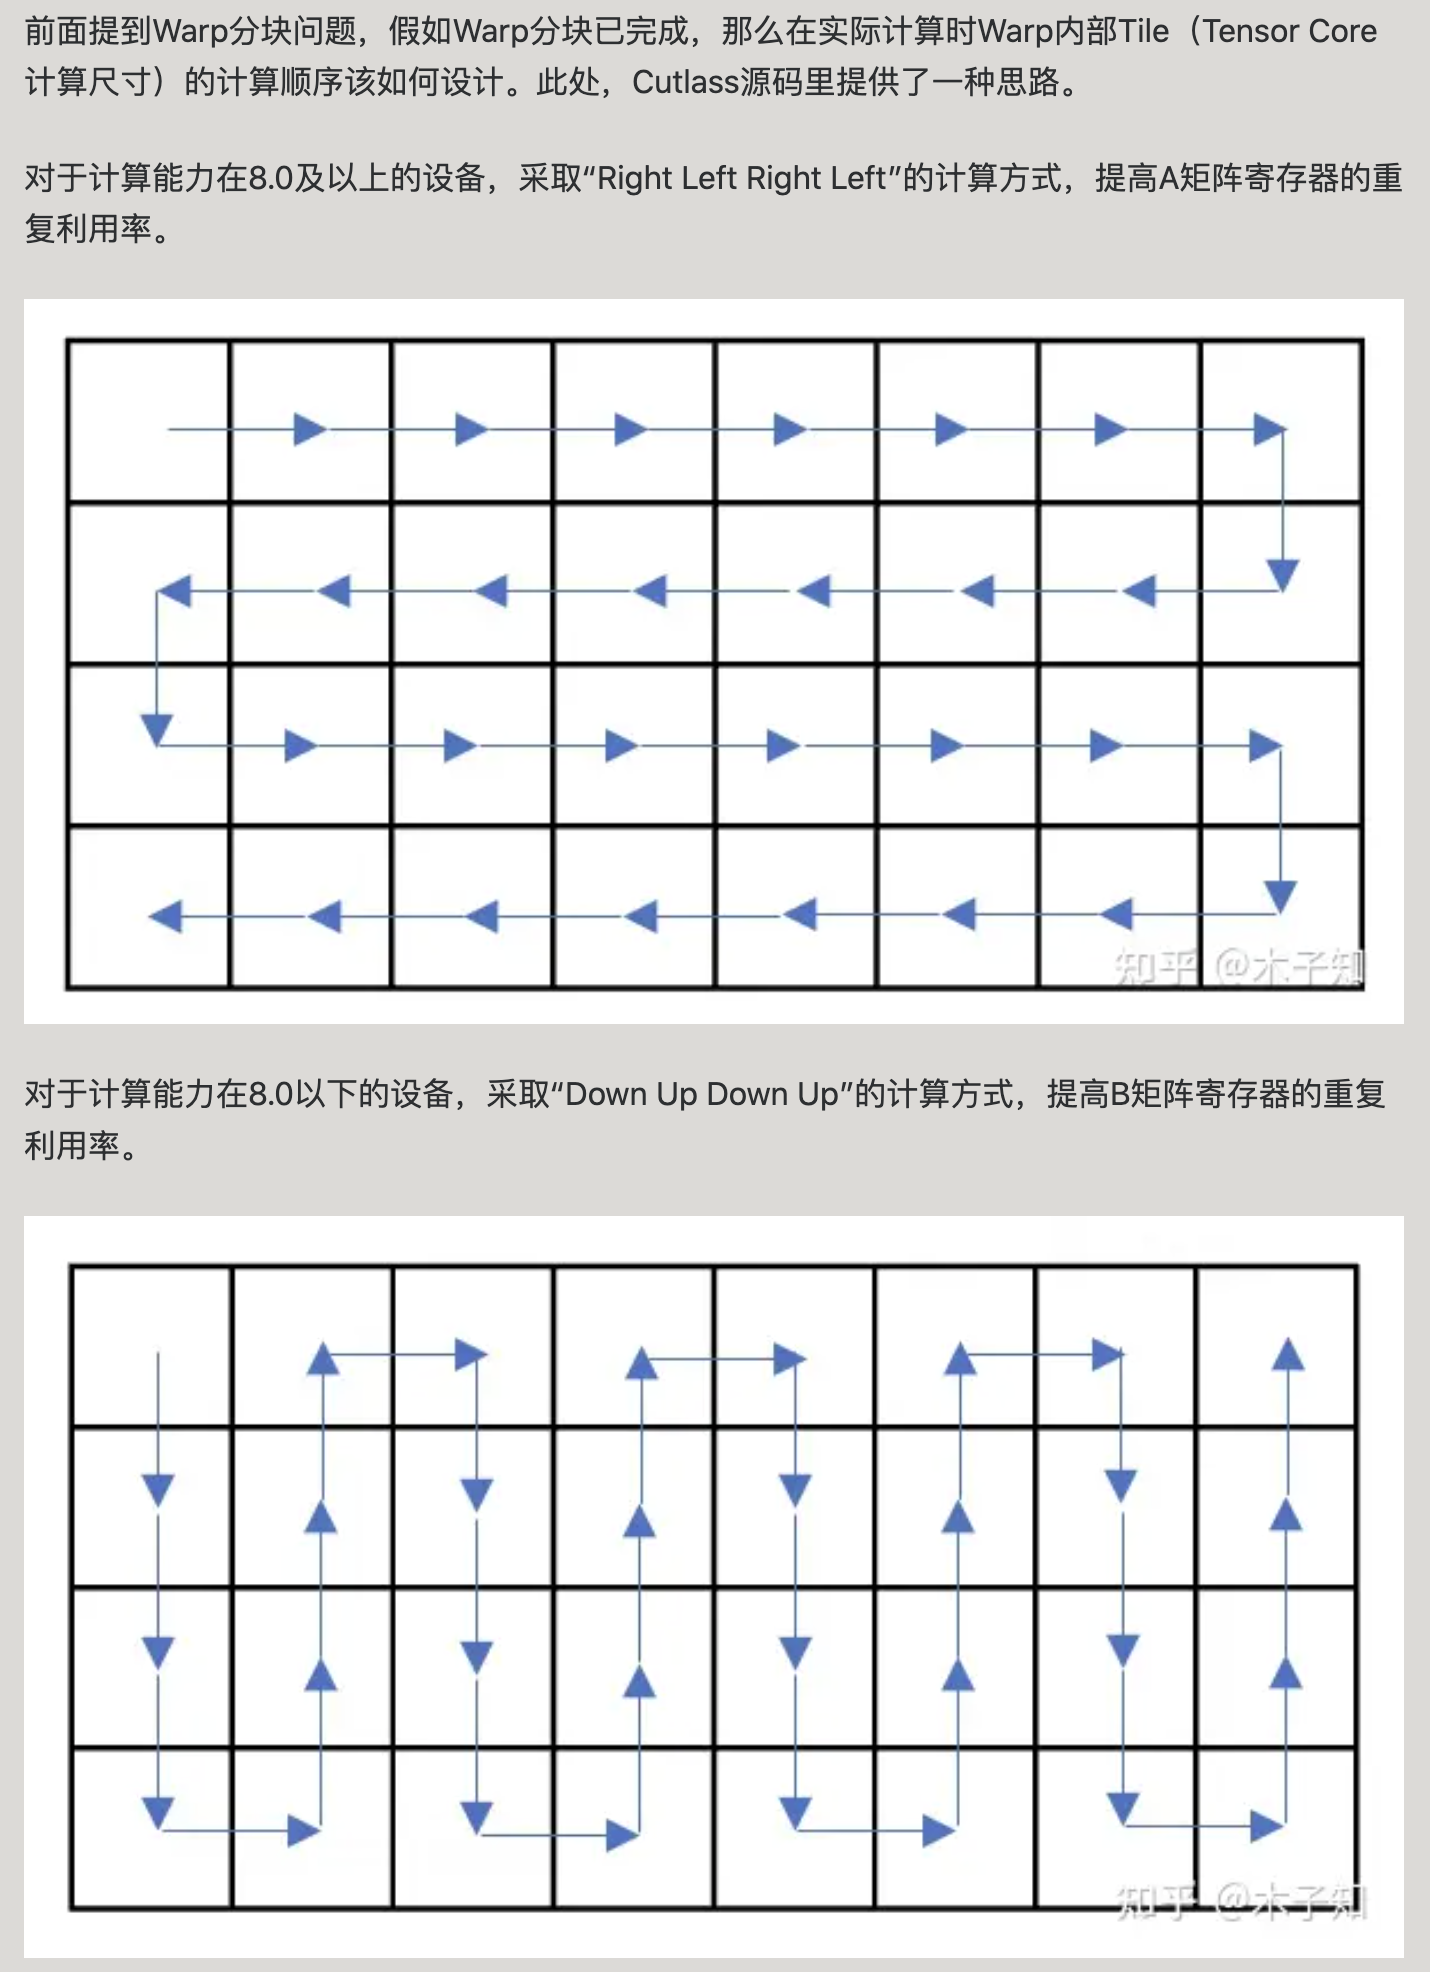 前面提到Warp分块问题，假如Warp分块已完成，那么在实际计算时Warp内部Tile（Tensor Core
计算尺寸）的计算顺序该如何设计。此处，Cutlass源码里提供了一种思路。
对于计算能力在8.0及以上的设备，采取“Right Left Right Left”的计算方式，提高A矩阵寄存器的重
复利用率。
知乎 @木子知
对于计算能力在8.0以下的设备，采取“Down Up Down Up”的计算方式，提高B矩阵寄存器的重复
利用率。
知乎 @木子知